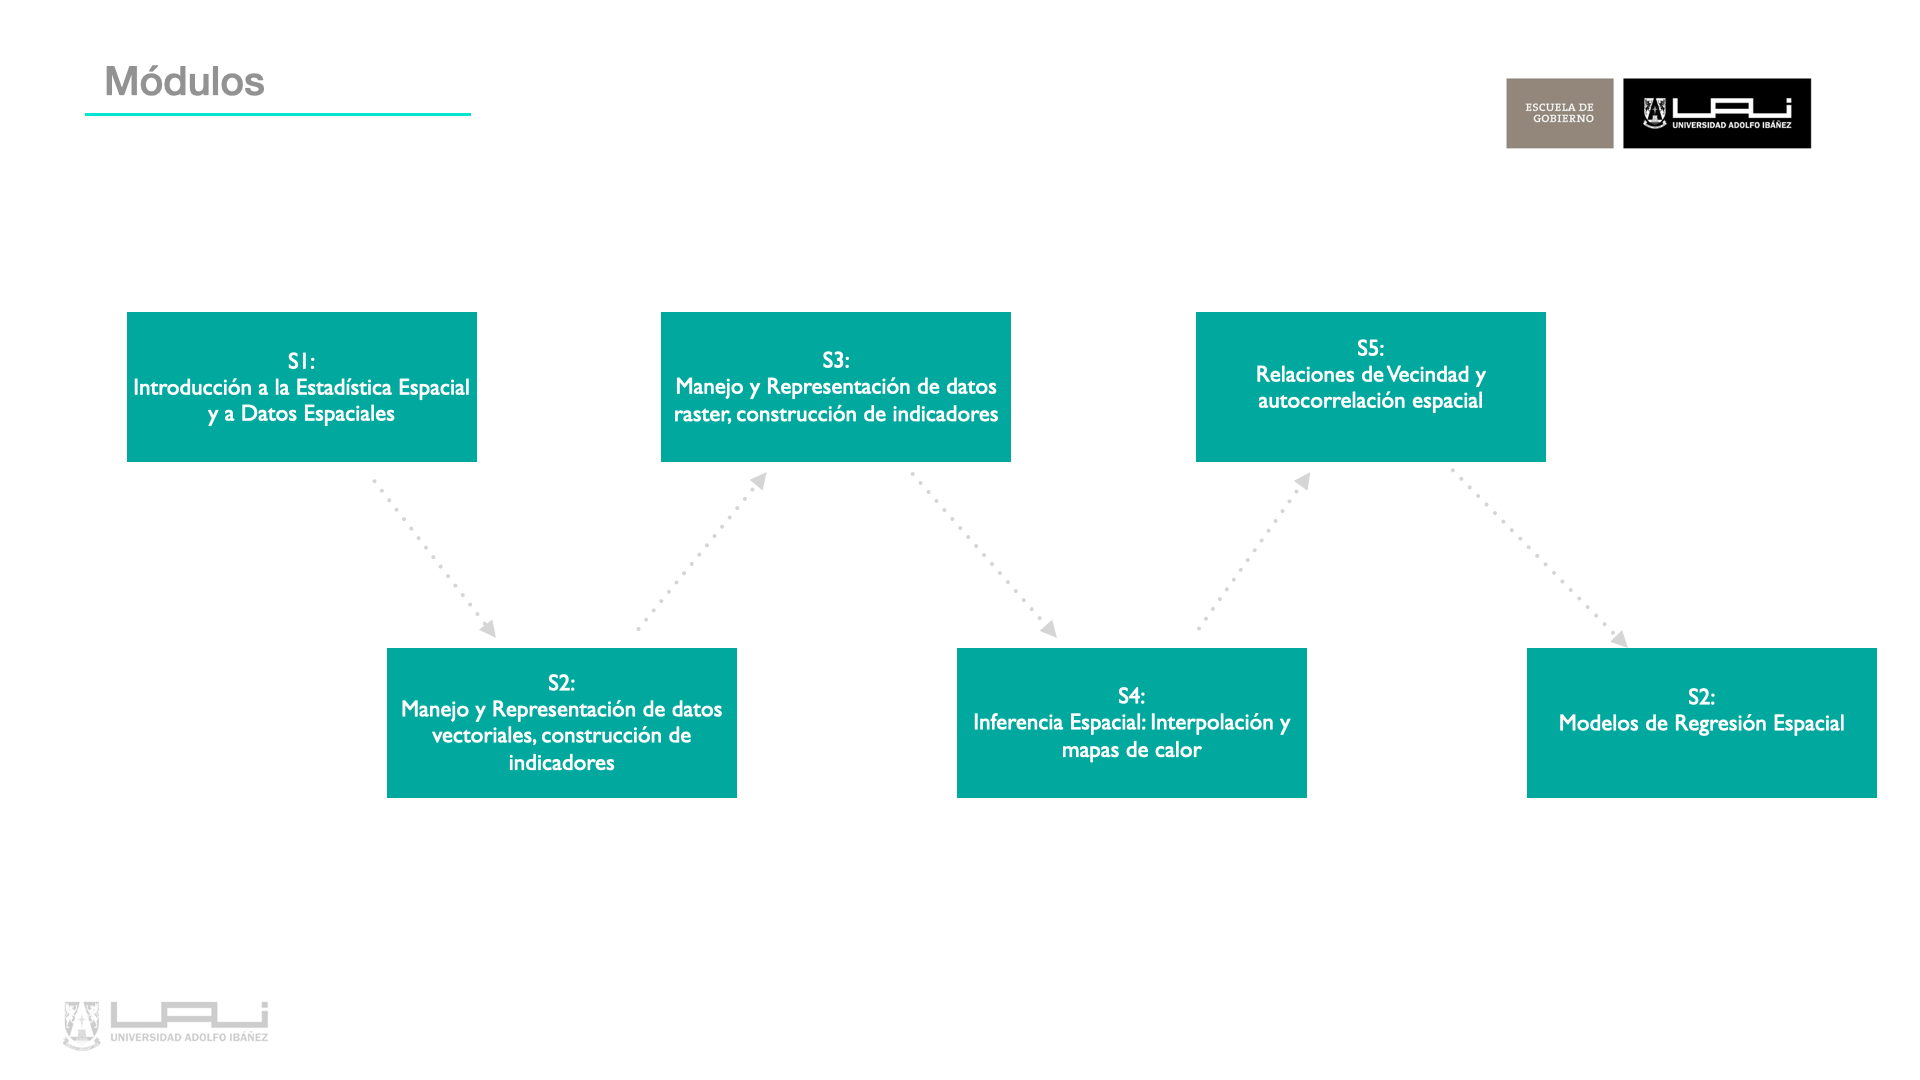 Módulos
ESCUELA DE
GOBIERNO
UAI
UNIVERSIDAD ADOLFO IBÁÑEZ
S1:
Introducción a la Estadística Espacial
y a Datos Espaciales
S3:
Manejo y Representación de datos
raster, construcción de indicadores
S5:
Relaciones de Vecindad y
autocorrelación espacial
S2:
Manejo y Representación de datos
vectoriales, construcción de
indicadores
S4:
Inferencia Espacial: Interpolación y
mapas de calor
S2:
Modelos de Regresión Espacial
UAI
UNIVERSIDAD ADOLFO IBÁÑEZ